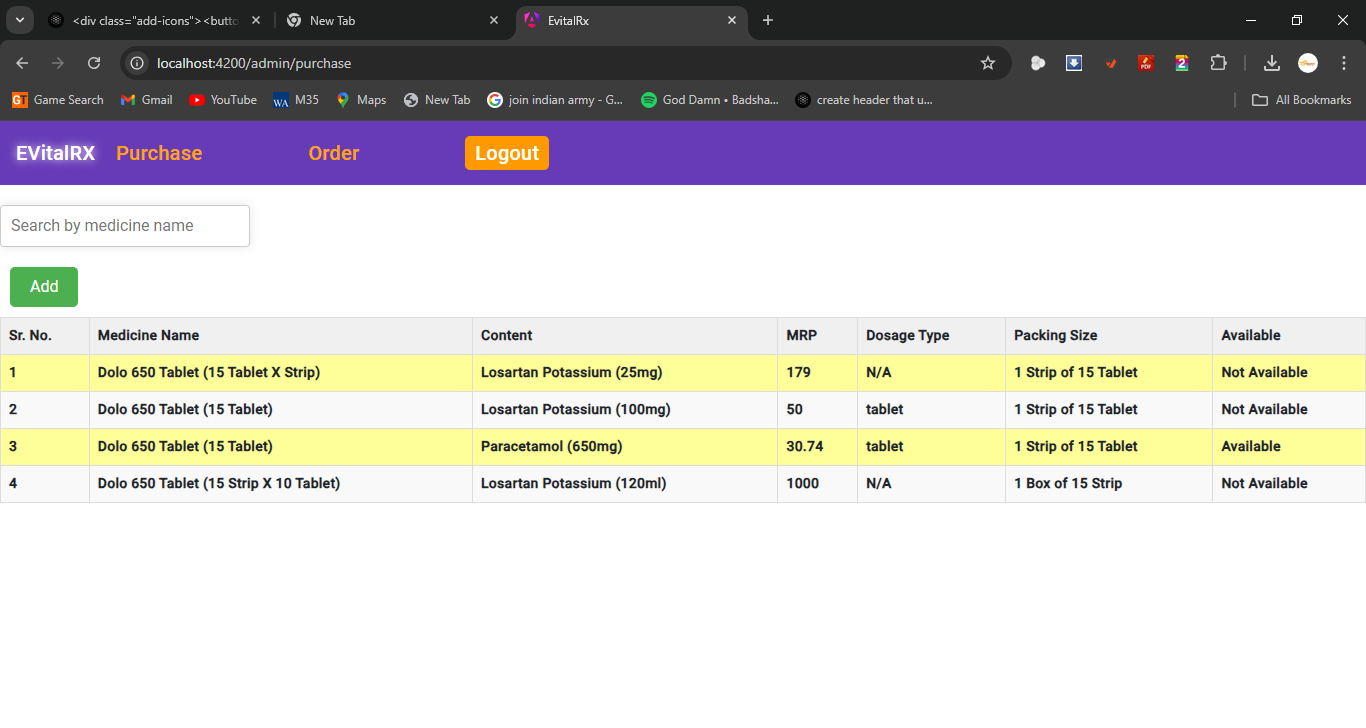 <div class="add-icons"><butto
New Tab
EvitalRx
localhost:4200/admin/purchase
Game Search
Gmail
YouTube
M35
Maps
New Tab
join indian army - G...
God Damn • Badsha...
create header that u...
All Bookmarks
EVitalRX Purchase Order Logout
Search by medicine name
Add
Sr. No. Medicine Name Content MRP Dosage Type Packing Size Available
1 Dolo 650 Tablet (15 Tablet X Strip) Losartan Potassium (25mg) 179 N/A 1 Strip of 15 Tablet Not Available
2 Dolo 650 Tablet (15 Tablet) Losartan Potassium (100mg) 50 tablet 1 Strip of 15 Tablet Not Available
3 Dolo 650 Tablet (15 Tablet) Paracetamol (650mg) 30.74 tablet 1 Strip of 15 Tablet Available
4 Dolo 650 Tablet (15 Strip X 10 Tablet) Losartan Potassium (120ml) 1000 N/A 1 Box of 15 Strip Not Available